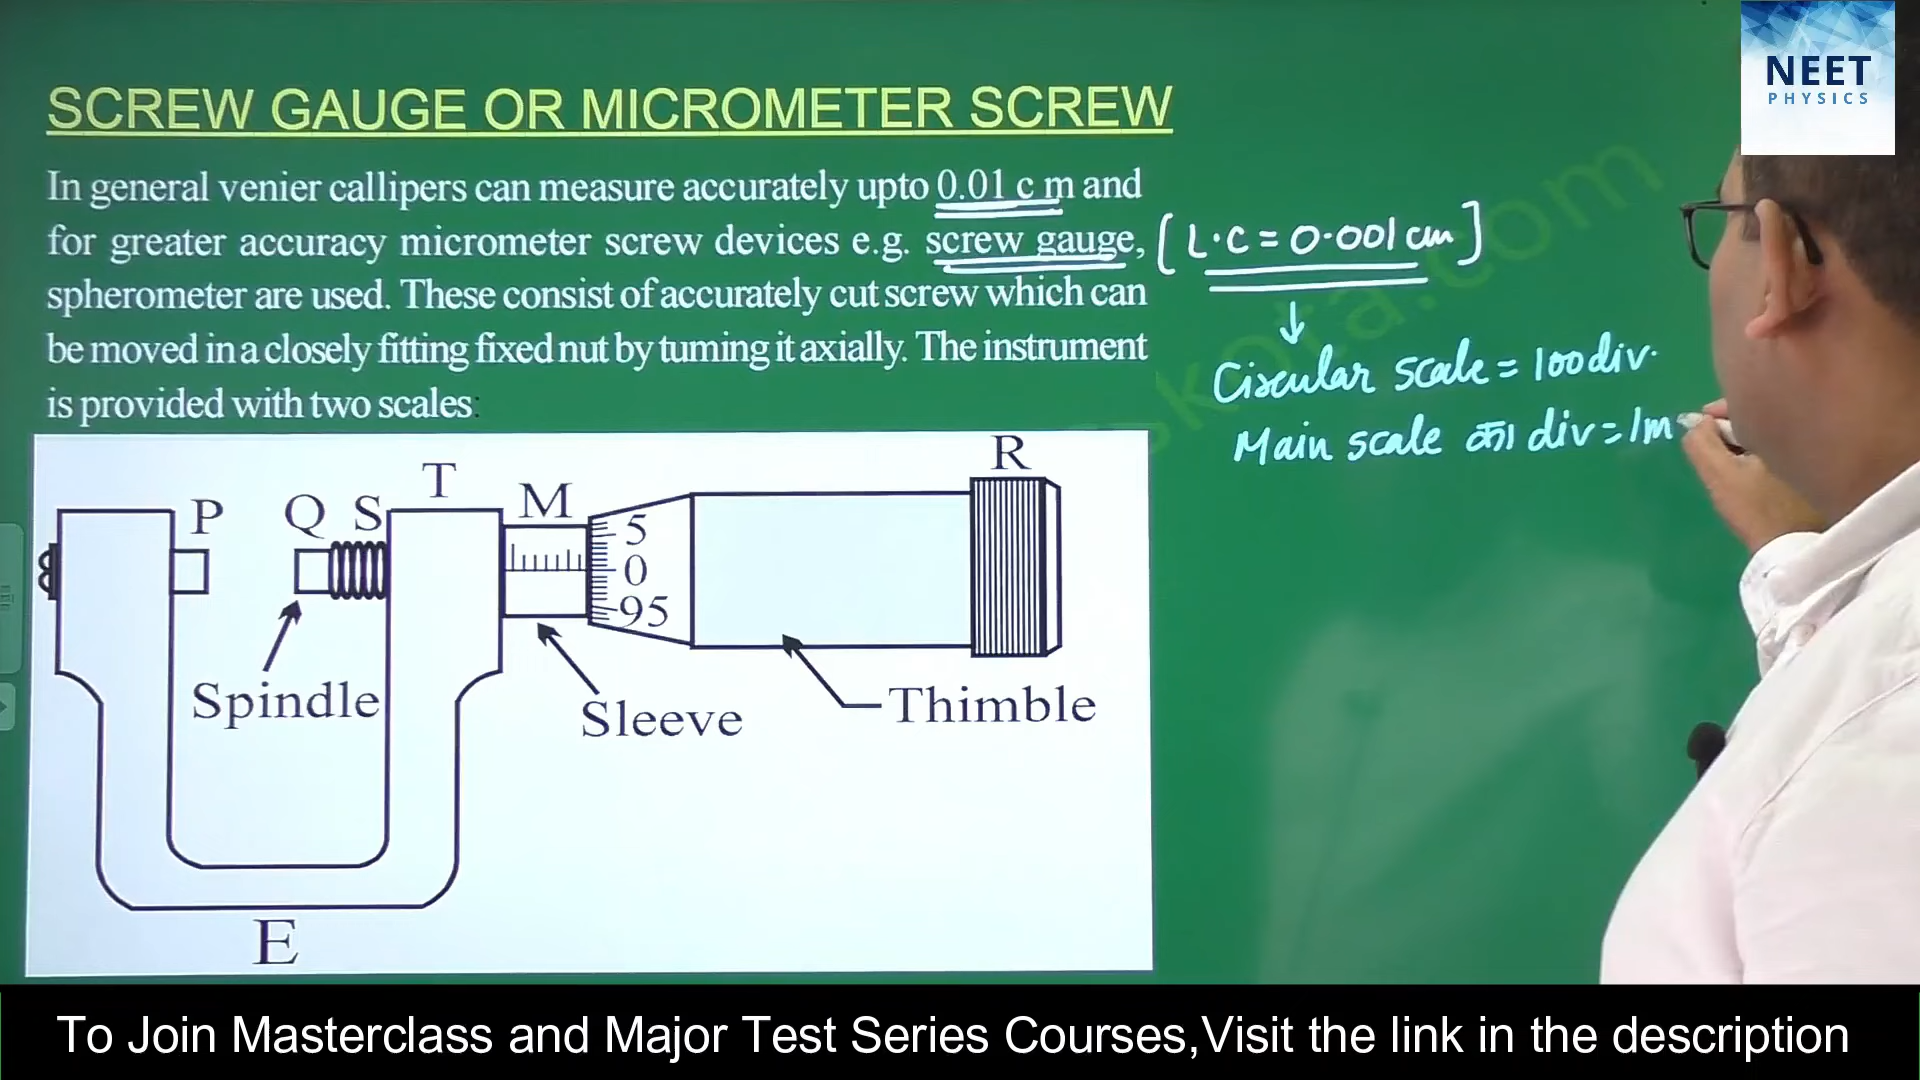 NEET
PHYSICS
SCREW GAUGE OR MICROMETER SCREW
In general venier callipers can measure accurately upto 0.01 c m and
for greater accuracy micrometer screw devices e.g. screw gauge,
spherometer are used. These consist of accurately cut screw which can
be moved in a closely fitting fixed nut by tuming it axially. The instrument
is provided with two scales:
[L.C = 0.001 cm]
↓
Circular scale = 100 div.
Main scale का div = 1m
P
Q
S
T
M
R
5
0
95
Spindle
Sleeve
Thimble
E
To Join Masterclass and Major Test Series Courses,Visit the link in the description